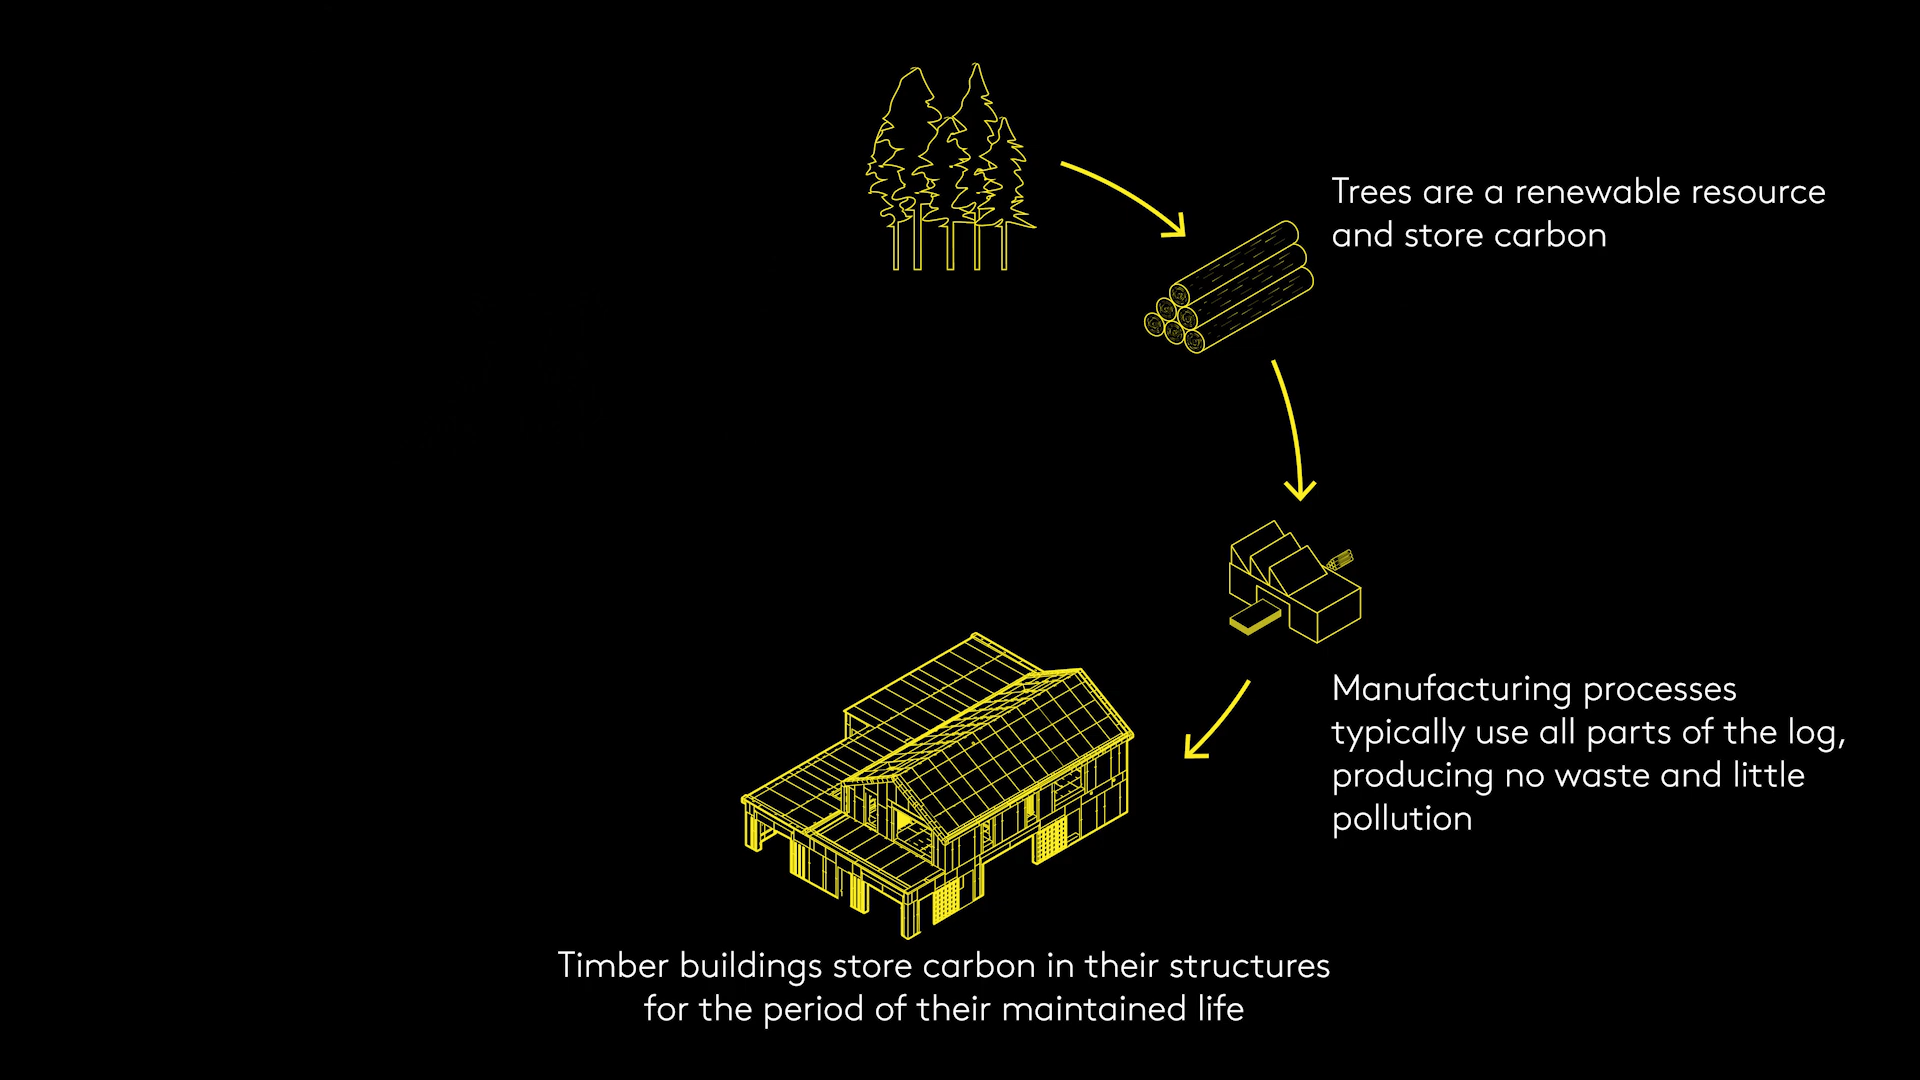 Trees are a renewable resource
and store carbon
Manufacturing processes
typically use all parts of the log,
producing no waste and little
pollution
Timber buildings store carbon in their structures
for the period of their maintained life